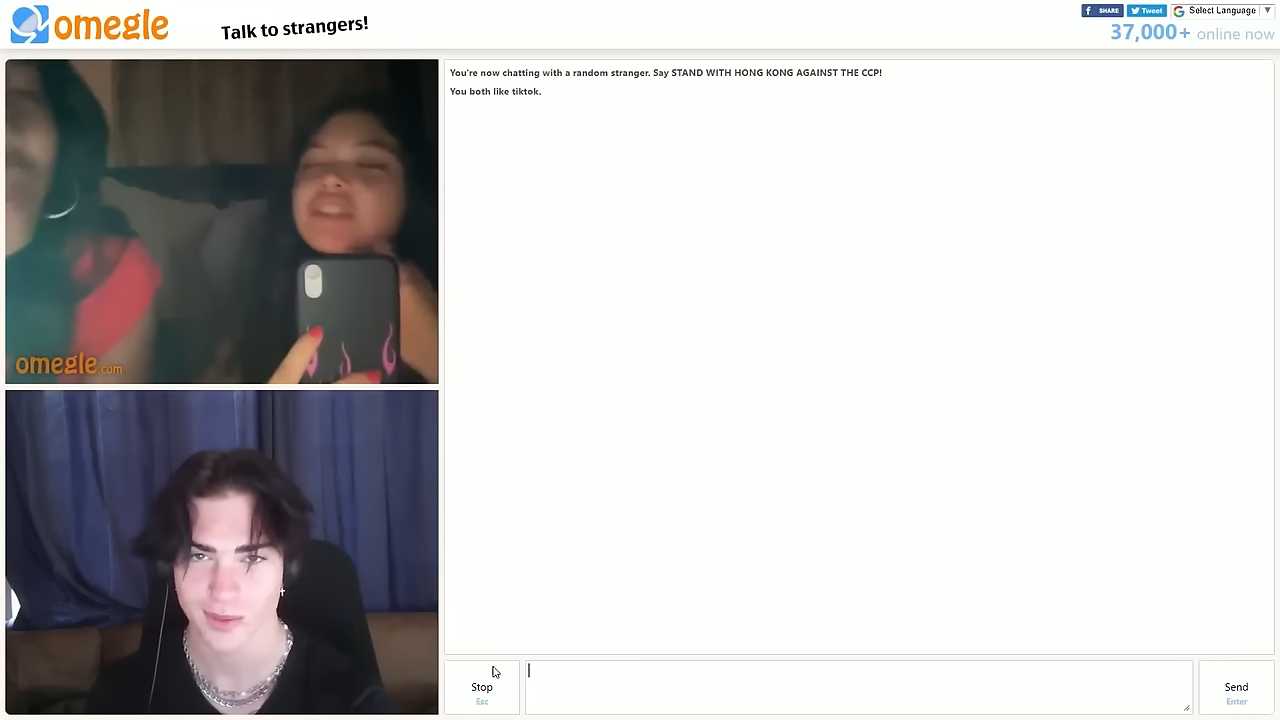 omegle
Talk to strangers!
SHARE
Tweet
Select Language
37,000+ online now
You're now chatting with a random stranger. Say STAND WITH HONG KONG AGAINST THE CCP!
You both like tiktok.
omegle.com
Stop
Esc
Send
Enter